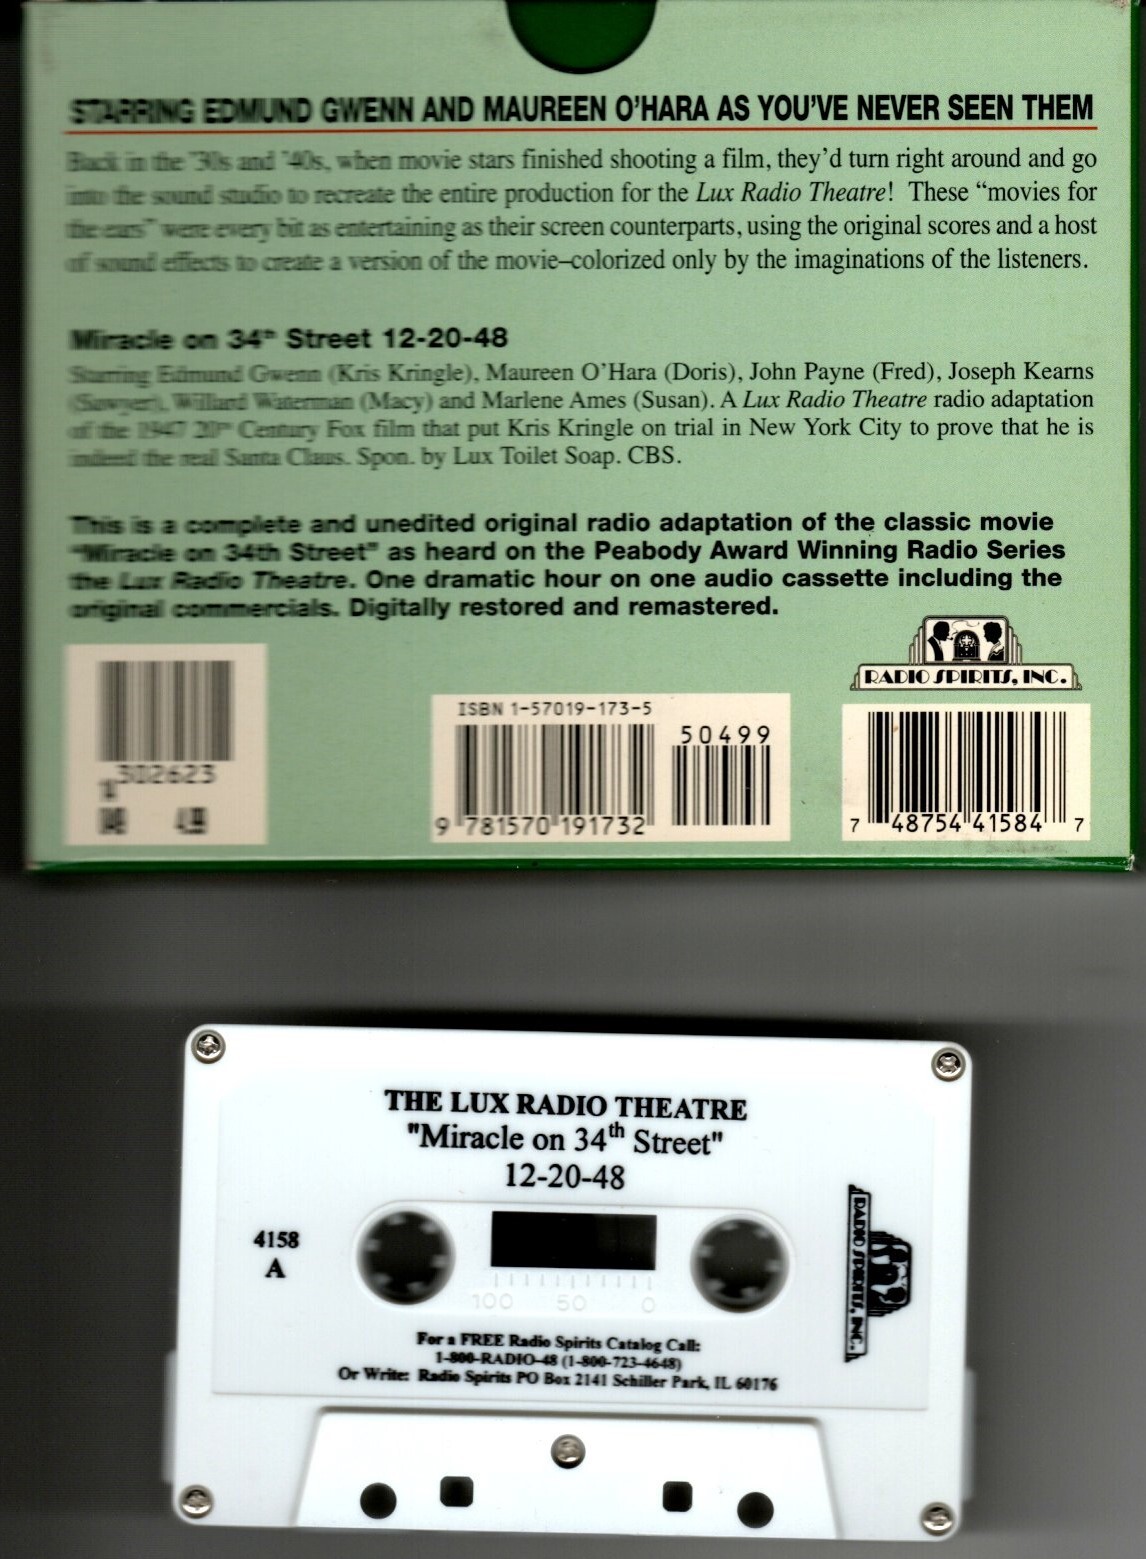 STARRING EDMUND GWENN AND MAUREEN O'HARA AS YOU'VE NEVER SEEN THEM
Back in the '30s and '40s, when movie stars finished shooting a film, they'd turn right around and go
into the sound studio to recreate the entire production for the Lux Radio Theatre! These “movies for
the ears” were every bit as entertaining as their screen counterparts, using the original scores and a host
of sound effects to create a version of the movie–colorized only by the imaginations of the listeners.
Miracle on 34th Street 12-20-48
Starring Edmund Gwenn (Kris Kringle), Maureen O'Hara (Doris), John Payne (Fred), Joseph Kearns
(Sawyer), Willard Waterman (Macy) and Marlene Ames (Susan). A Lux Radio Theatre radio adaptation
of the 1947 20th Century Fox film that put Kris Kringle on trial in New York City to prove that he is
indeed the real Santa Claus. Spon. by Lux Toilet Soap. CBS.
This is a complete and unedited original radio adaptation of the classic movie
"Miracle on 34th Street" as heard on the Peabody Award Winning Radio Series
the Lux Radio Theatre. One dramatic hour on one audio cassette including the
original commercials. Digitally restored and remastered.
RADIO SPIRITS, INC.
302623
ISBN 1-57019-173-5
50499
9 781570 191732
7 48754 41584 7
THE LUX RADIO THEATRE
"Miracle on 34th Street"
12-20-48
4158
A
100 50 0
RADIO SPIRITS, INC.
For a FREE Radio Spirits Catalog Call:
1-800-RADIO-48 (1-800-723-4648)
Or Write: Radio Spirits PO Box 2141 Schiller Park, IL 60176